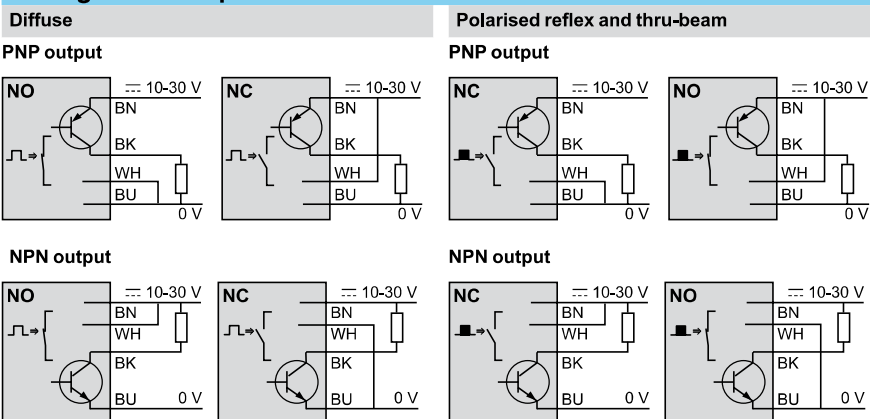 Diffuse
Polarised reflex and thru-beam
PNP output
PNP output
NO
10-30 V
BN
BK
WH
BU
0 V
NC
10-30 V
BN
BK
WH
BU
0 V
NC
10-30 V
BN
BK
WH
BU
0 V
NO
10-30 V
BN
BK
WH
BU
0 V
NPN output
NPN output
NO
10-30 V
BN
WH
BK
BU
0 V
NC
10-30 V
BN
WH
BK
BU
0 V
NC
10-30 V
BN
WH
BK
BU
0 V
NO
10-30 V
BN
WH
BK
BU
0 V